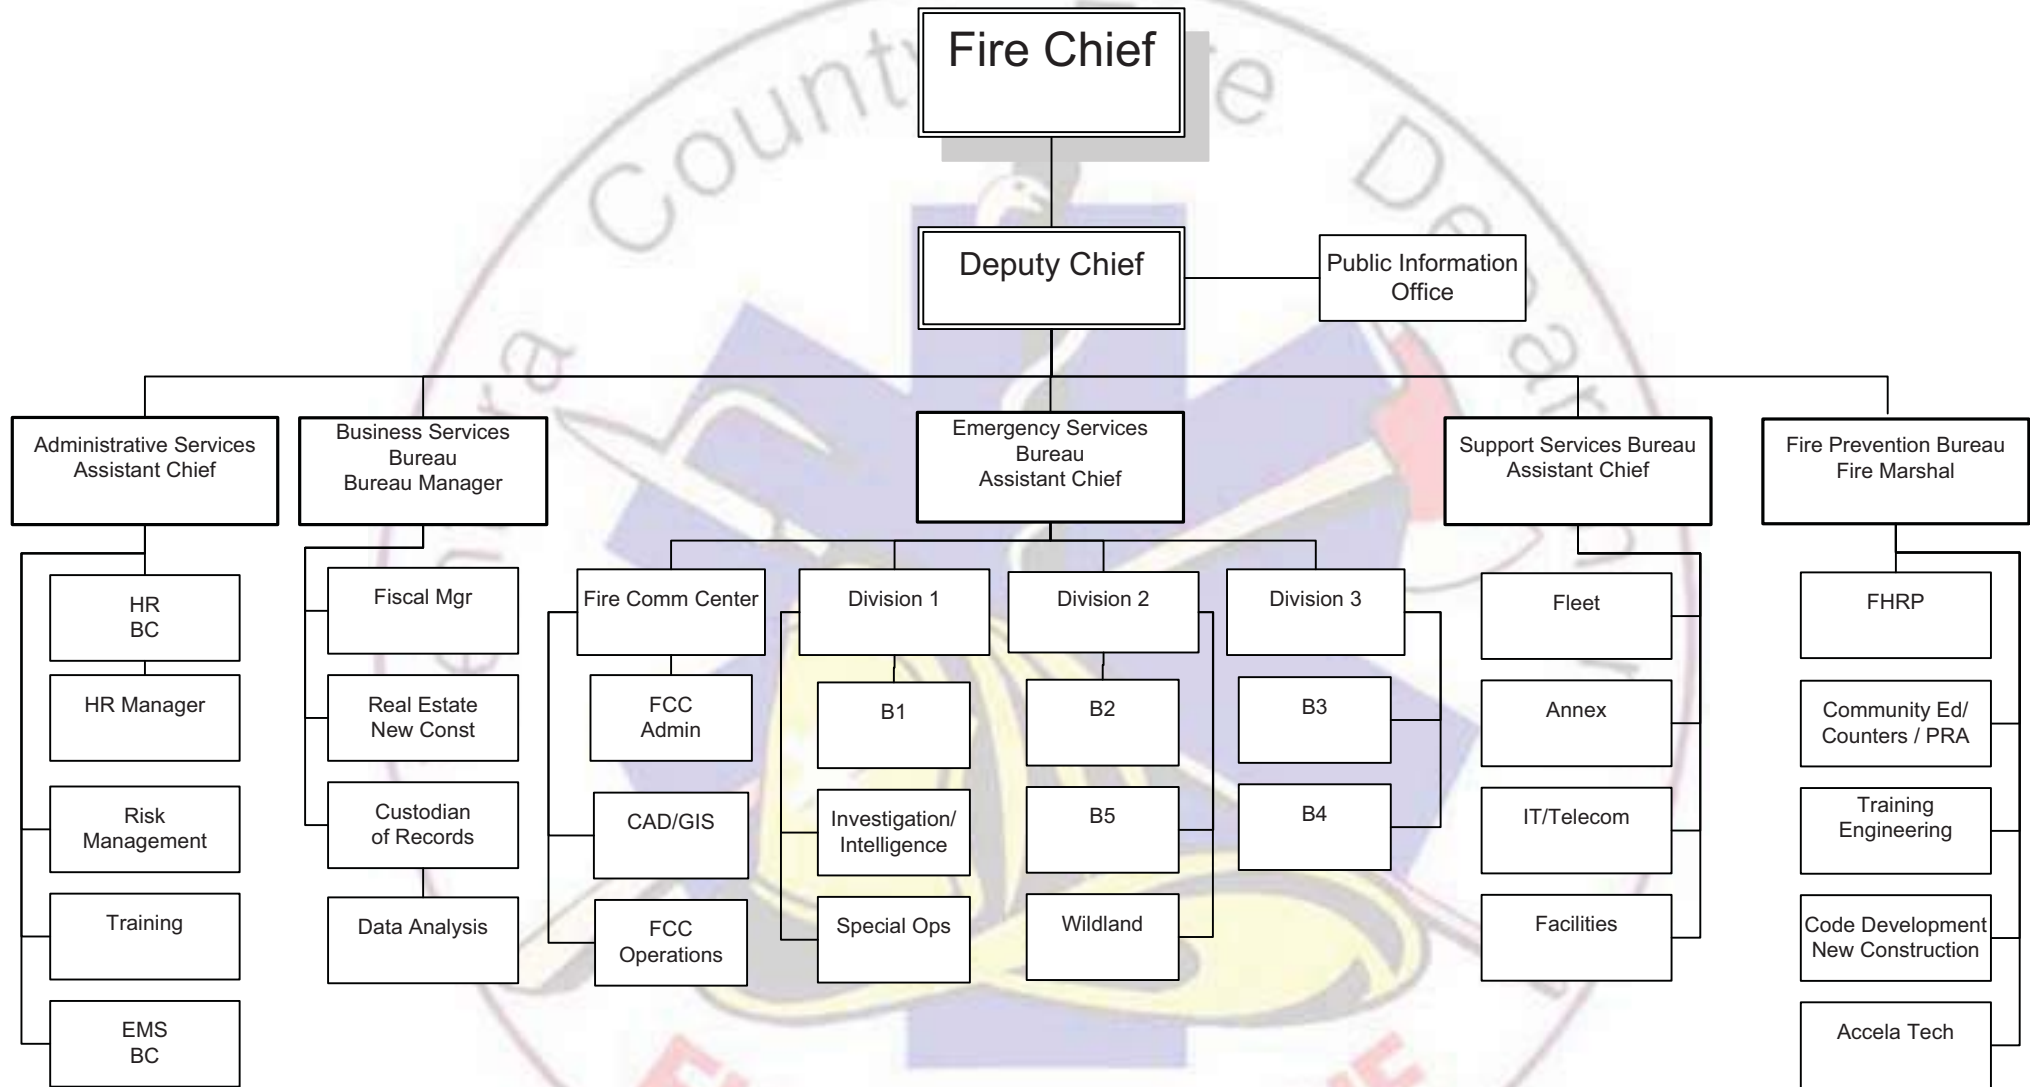 Fire Chief
Deputy Chief
Public Information
Office
Administrative Services
Assistant Chief
Business Services
Bureau
Bureau Manager
Emergency Services
Bureau
Assistant Chief
Support Services Bureau
Assistant Chief
Fire Prevention Bureau
Fire Marshal
HR
BC
HR Manager
Risk
Management
Training
EMS
BC
Fiscal Mgr
Real Estate
New Const
Custodian
of Records
Data Analysis
Fire Comm Center
FCC
Admin
CAD/GIS
FCC
Operations
Division 1
B1
Investigation/
Intelligence
Special Ops
Division 2
B2
B5
Wildland
Division 3
B3
B4
Fleet
Annex
IT/Telecom
Facilities
FHRP
Community Ed/
Counters / PRA
Training
Engineering
Code Development
New Construction
Accela Tech
County